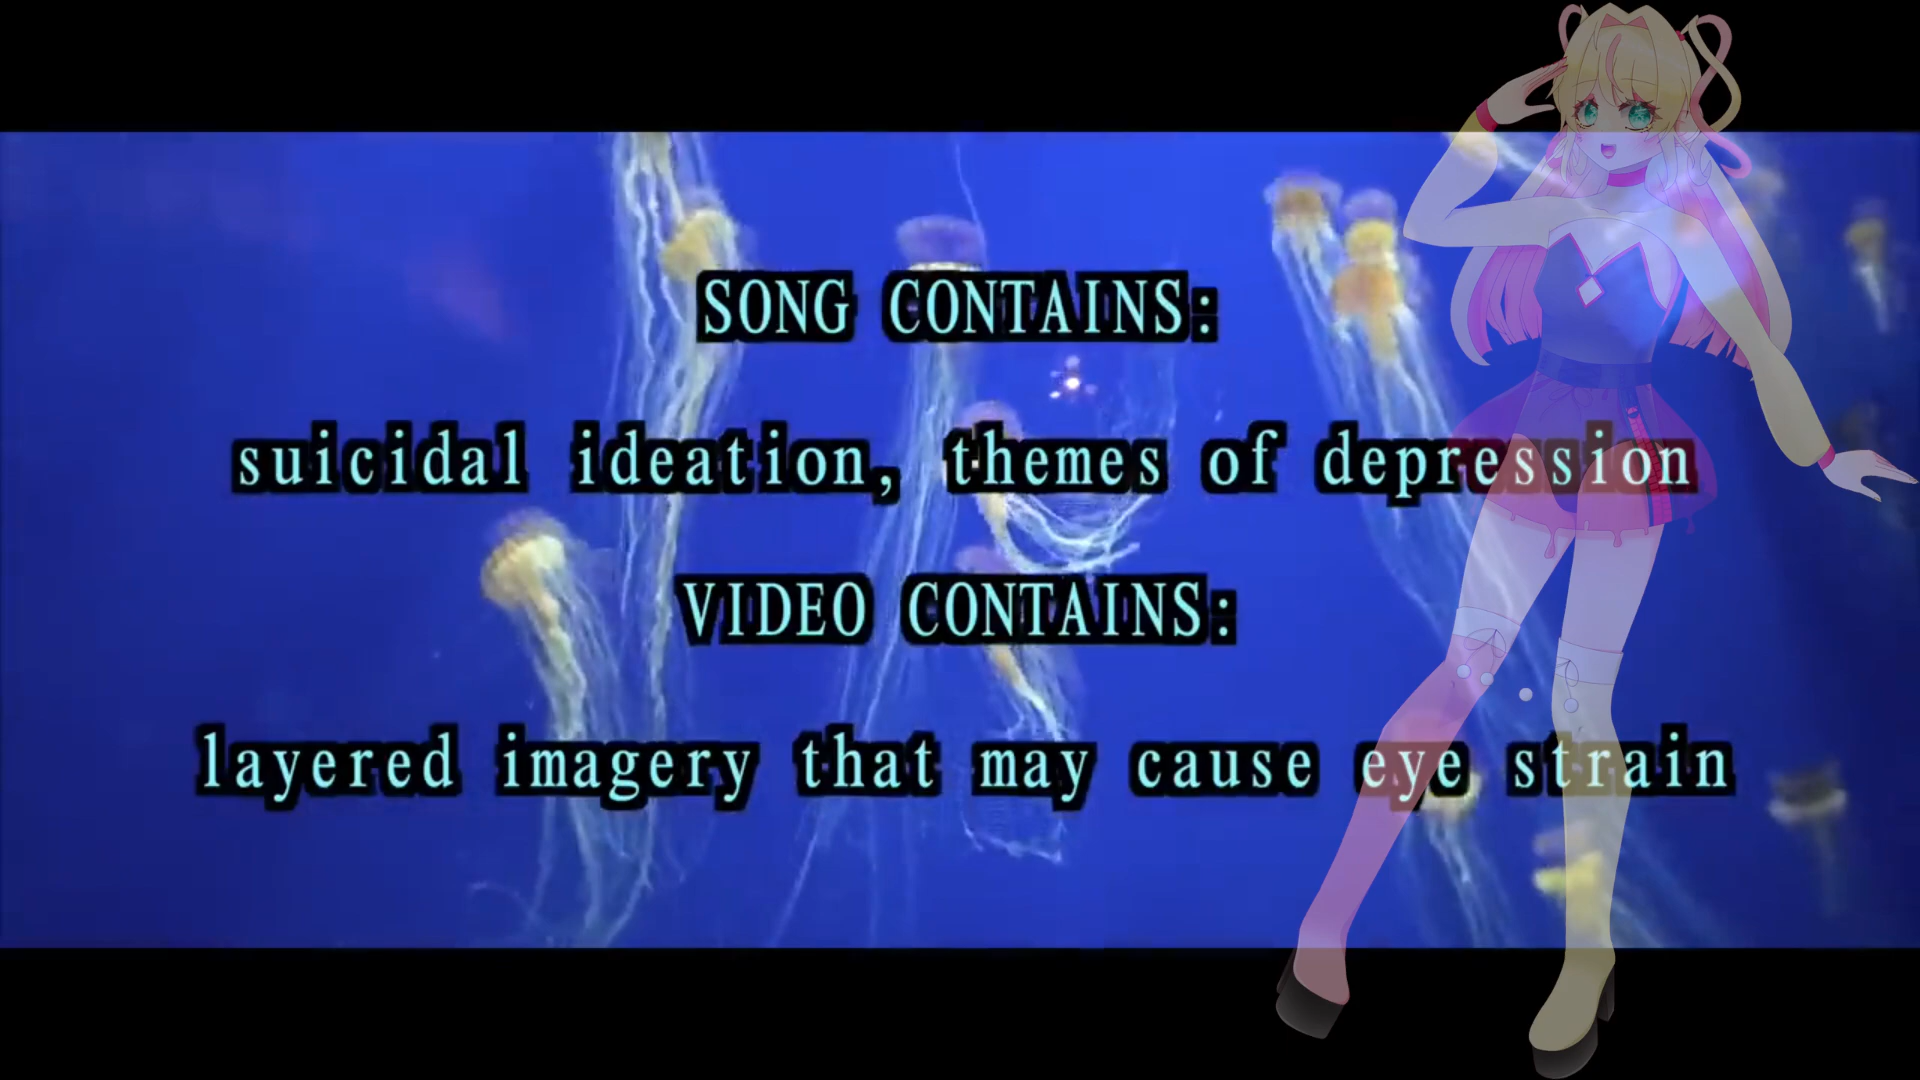 SONG CONTAINS:
suicidal ideation, themes of depression
VIDEO CONTAINS:
layered imagery that may cause eye strain